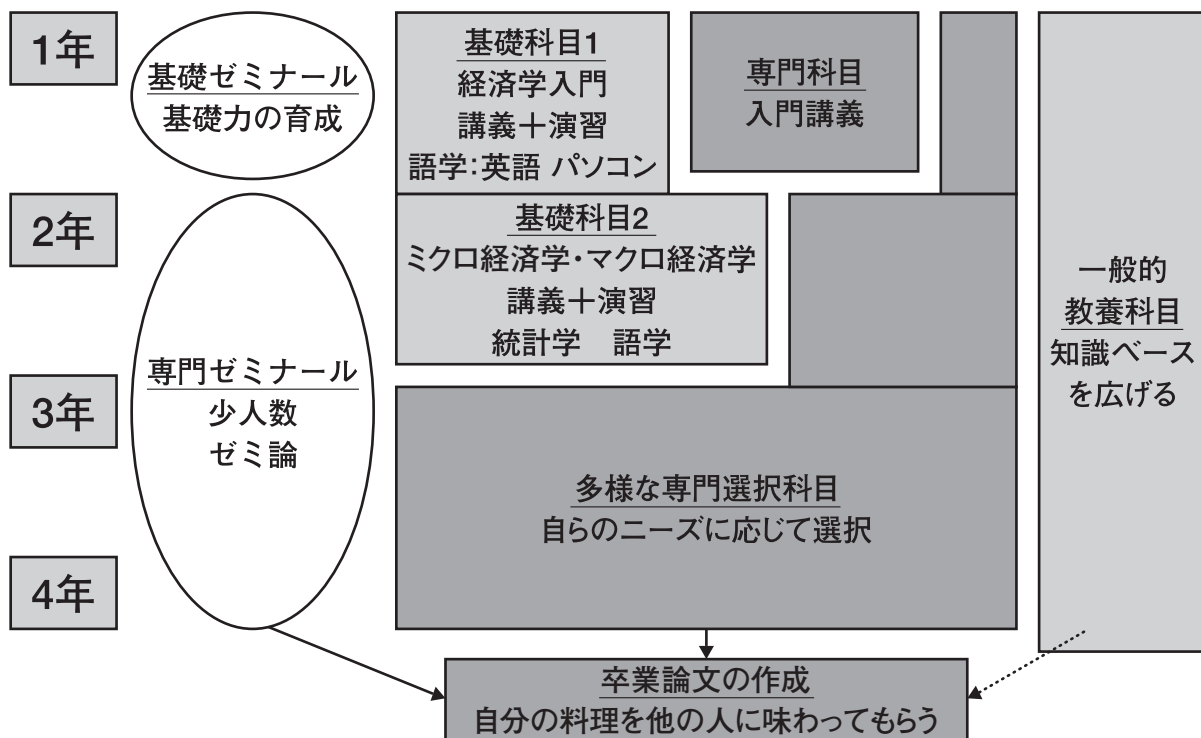 1年
基礎ゼミナール
基礎力の育成
基礎科目1
経済学入門
講義＋演習
語学：英語 パソコン
専門科目
入門講義
2年
基礎科目2
ミクロ経済学・マクロ経済学
講義＋演習
統計学　語学
一般的
教養科目
知識ベース
を広げる
3年
専門ゼミナール
少人数
ゼミ論
多様な専門選択科目
自らのニーズに応じて選択
4年
卒業論文の作成
自分の料理を他の人に味わってもらう